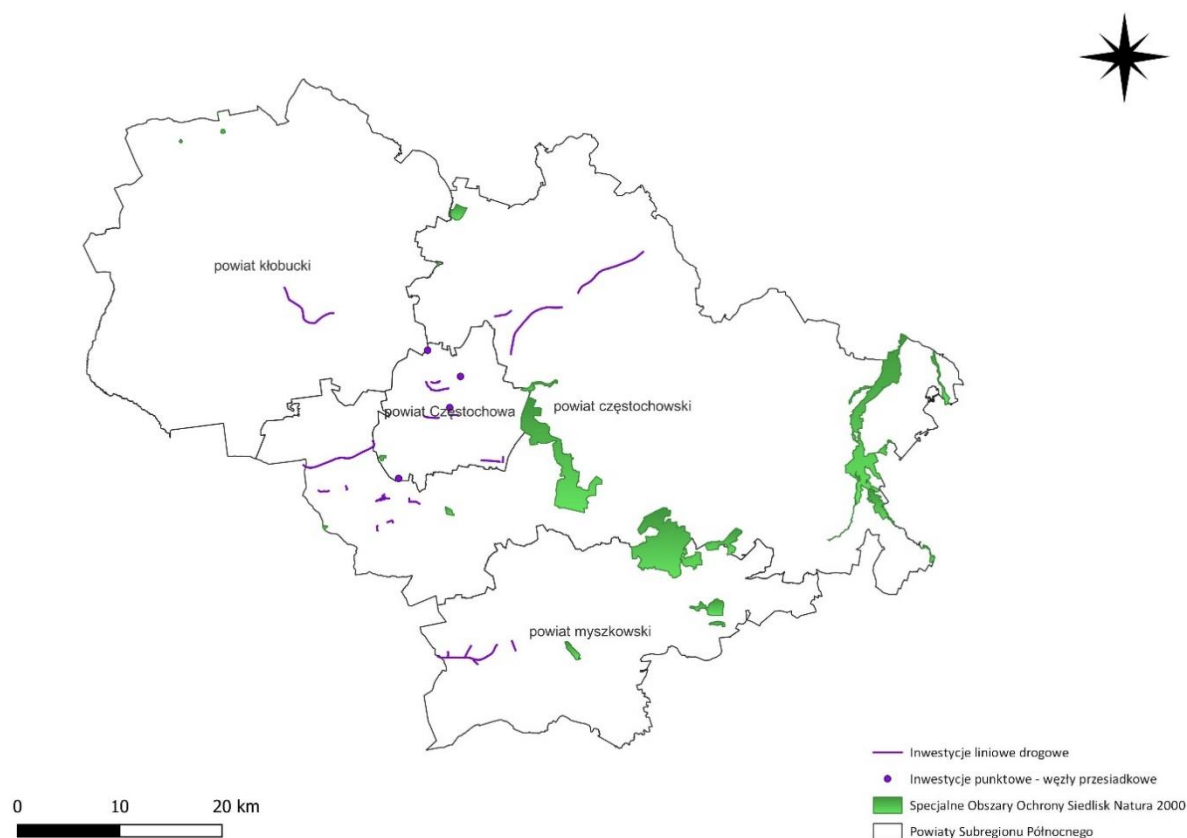 powiat kłobucki
powiat Częstochowa
powiat częstochowski
powiat myszkowski
Inwestycje liniowe drogowe
Inwestycje punktowe - węzły przesiadkowe
Specjalne Obszary Ochrony Siedlisk Natura 2000
Powiaty Subregionu Północnego
0 10 20 km